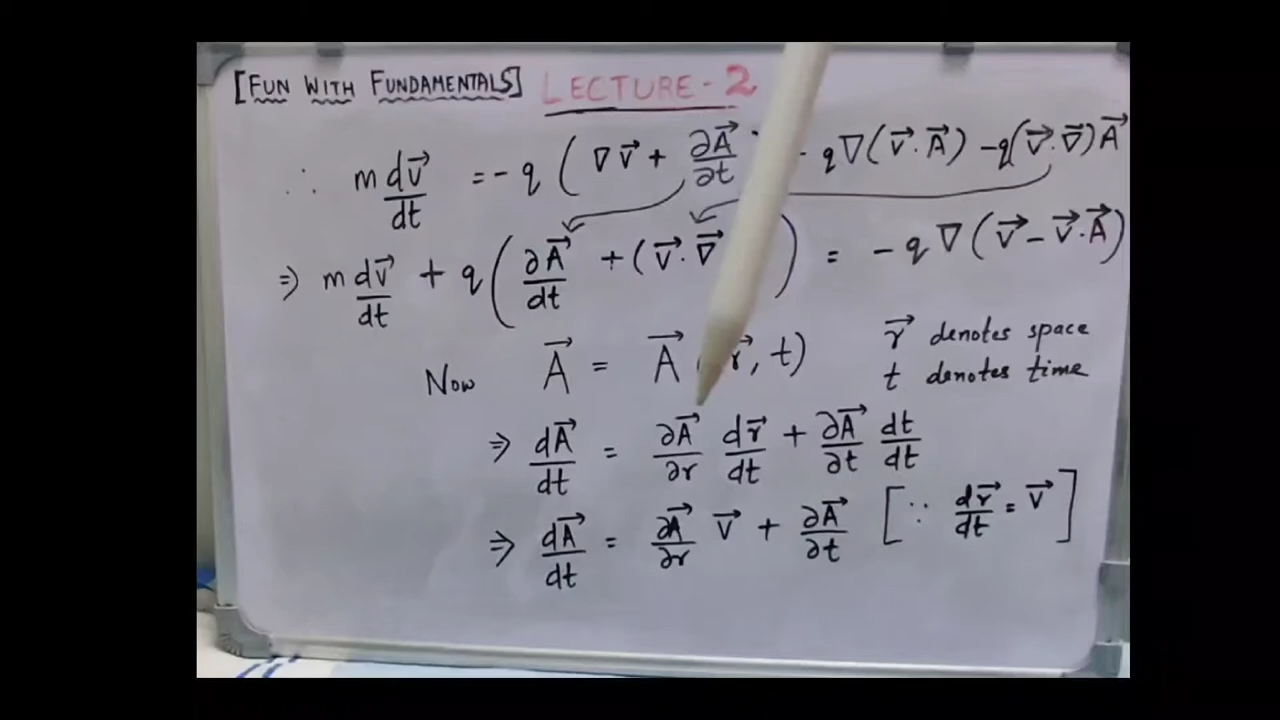 [FUN WITH FUNDAMENTALS] LECTURE - 2
∴ m dv⃗/dt = - q ( ∇ v⃗ + ∂A⃗/∂t q∇(v⃗ . A⃗) - q(v⃗ . ∇⃗)A⃗
⇒ m dv⃗/dt + q ( ∂A⃗/dt + (v⃗ . ∇⃗ ) = - q ∇ (v⃗ - v⃗ . A⃗)
Now A⃗ = A⃗ r⃗, t) r⃗ denotes space
t denotes time
⇒ dA⃗/dt = ∂A⃗/∂r dr⃗/dt + ∂A⃗/∂t dt/dt
⇒ dA⃗/dt = ∂A⃗/∂r v⃗ + ∂A⃗/∂t [∵ dr⃗/dt = v⃗]